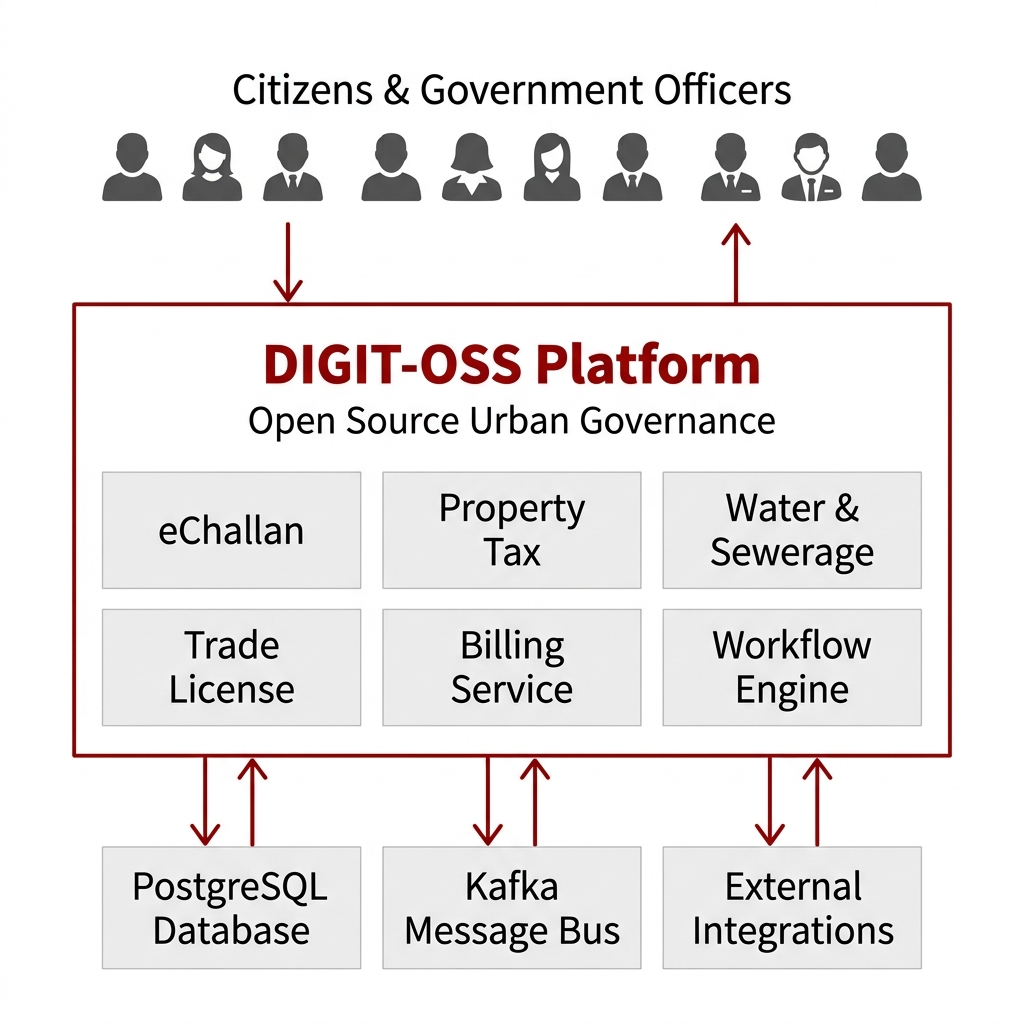 Citizens & Government Officers
DIGIT-OSS Platform
Open Source Urban Governance
eChallan
Property
Tax
Water &
Sewerage
Trade
License
Billing
Service
Workflow
Engine
PostgreSQL
Database
Kafka
Message Bus
External
Integrations